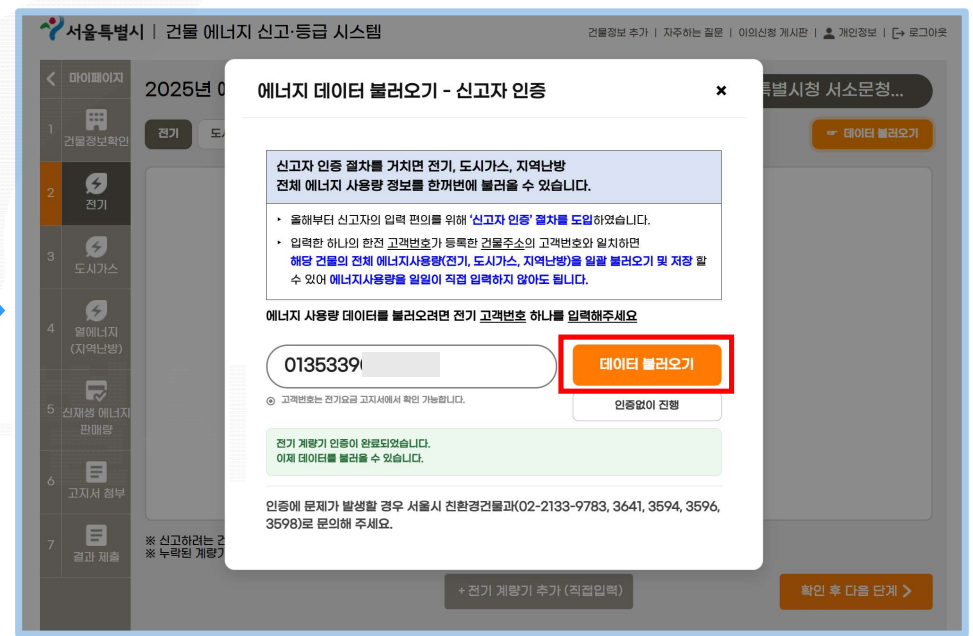 서울특별시 | 건물 에너지 신고·등급 시스템
건물정보 추가 | 자주하는 질문 | 이의신청 게시판 | 개인정보 | 로그아웃
마이페이지
2025년 에
특별시청 서소문청...
1 건물정보확인
전기
도시
데이터 불러오기
2 전기
3 도시가스
4 열에너지
(지역난방)
5 신재생 에너지
판매량
6 고지서 첨부
7 결과 제출
에너지 데이터 불러오기 - 신고자 인증
신고자 인증 절차를 거치면 전기, 도시가스, 지역난방
전체 에너지 사용량 정보를 한꺼번에 불러올 수 있습니다.
‣ 올해부터 신고자의 입력 편의를 위해 '신고자 인증' 절차를 도입하였습니다.
‣ 입력한 하나의 한전 고객번호가 등록한 건물주소의 고객번호와 일치하면
해당 건물의 전체 에너지사용량(전기, 도시가스, 지역난방)을 일괄 불러오기 및 저장 할
수 있어 에너지사용량을 일일이 직접 입력하지 않아도 됩니다.
에너지 사용량 데이터를 불러오려면 전기 고객번호 하나를 입력해주세요
0135339
데이터 불러오기
고객번호는 전기요금 고지서에서 확인 가능합니다.
인증없이 진행
전기 계량기 인증이 완료되었습니다.
이제 데이터를 불러올 수 있습니다.
인증에 문제가 발생할 경우 서울시 친환경건물과(02-2133-9783, 3641, 3594, 3596,
3598)로 문의해 주세요.
※ 신고하려는 건
※ 누락된 계량기
+ 전기 계량기 추가 (직접입력)
확인 후 다음 단계